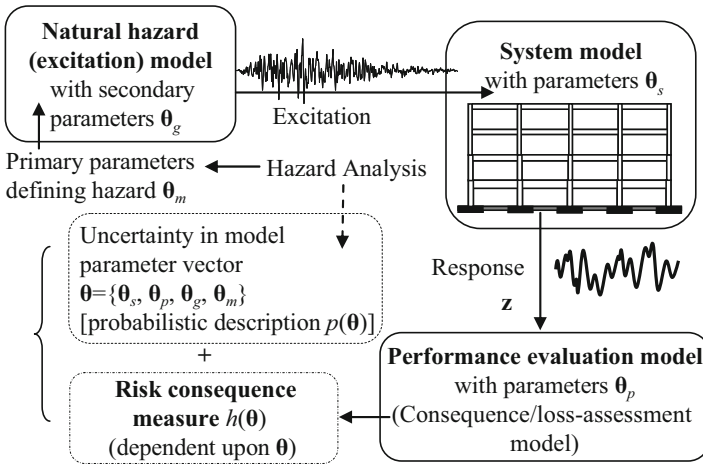 Natural hazard
(excitation) model
with secondary
parameters θg
Excitation
System model
with parameters θs
Primary parameters
defining hazard θm
Hazard Analysis
Uncertainty in model
parameter vector
θ={θs, θp, θg, θm}
[probabilistic description p(θ)]
+
Risk consequence
measure h(θ)
(dependent upon θ)
Response
z
Performance evaluation model
with parameters θp
(Consequence/loss-assessment
model)